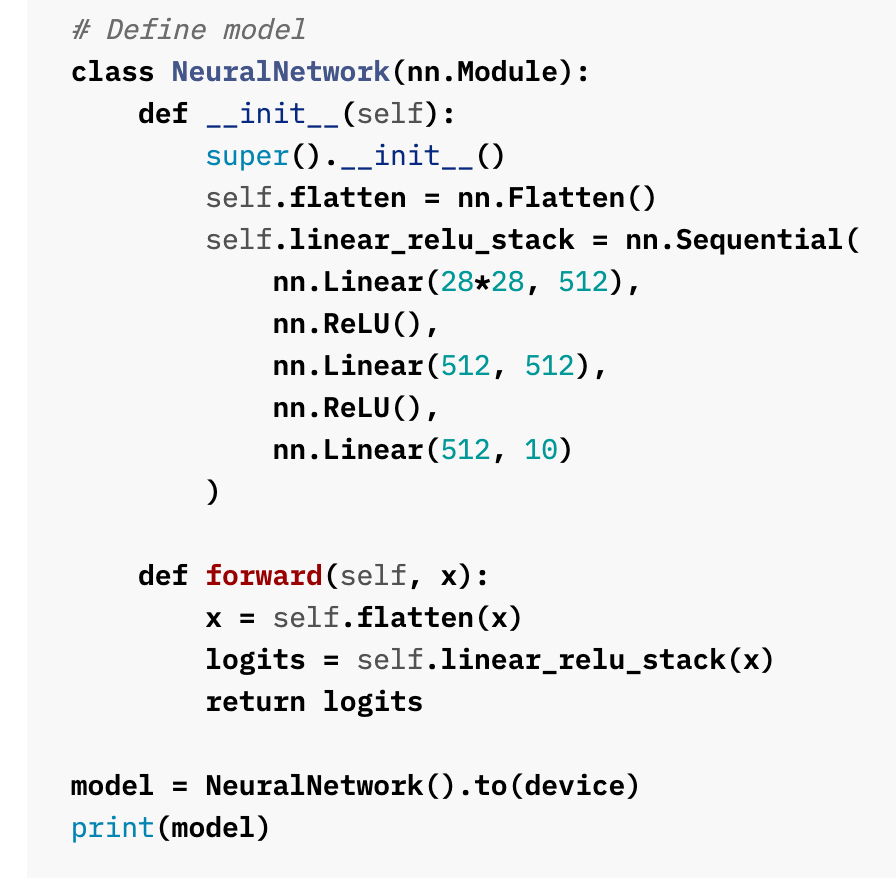 # Define model
class NeuralNetwork(nn.Module):
    def __init__(self):
        super().__init__()
        self.flatten = nn.Flatten()
        self.linear_relu_stack = nn.Sequential(
            nn.Linear(28*28, 512),
            nn.ReLU(),
            nn.Linear(512, 512),
            nn.ReLU(),
            nn.Linear(512, 10)
        )

    def forward(self, x):
        x = self.flatten(x)
        logits = self.linear_relu_stack(x)
        return logits

model = NeuralNetwork().to(device)
print(model)